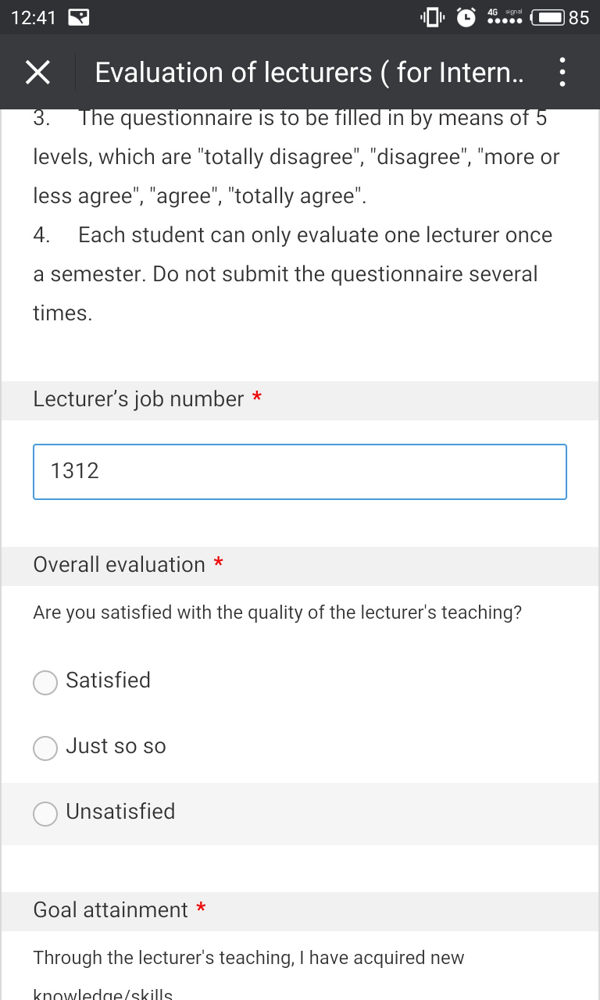 12:41
4G signal
85
Evaluation of lecturers ( for Intern..
3. The questionnaire is to be filled in by means of 5
levels, which are "totally disagree", "disagree", "more or
less agree", "agree", "totally agree".
4. Each student can only evaluate one lecturer once
a semester. Do not submit the questionnaire several
times.
Lecturer’s job number *
1312
Overall evaluation *
Are you satisfied with the quality of the lecturer's teaching?
Satisfied
Just so so
Unsatisfied
Goal attainment *
Through the lecturer's teaching, I have acquired new
knowledge/skills